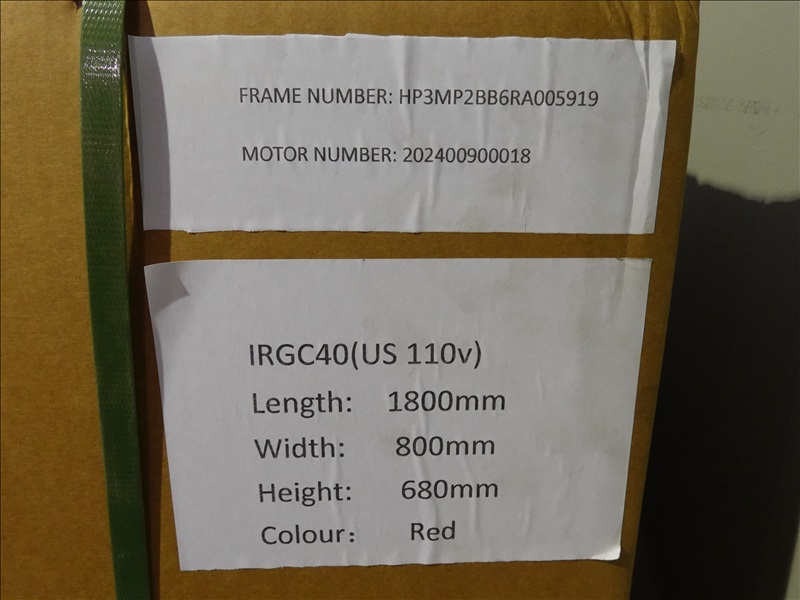 FRAME NUMBER: HP3MP2BB6RA005919
MOTOR NUMBER: 202400900018
IRGC40(US 110v)
Length: 1800mm
Width: 800mm
Height: 680mm
Colour： Red